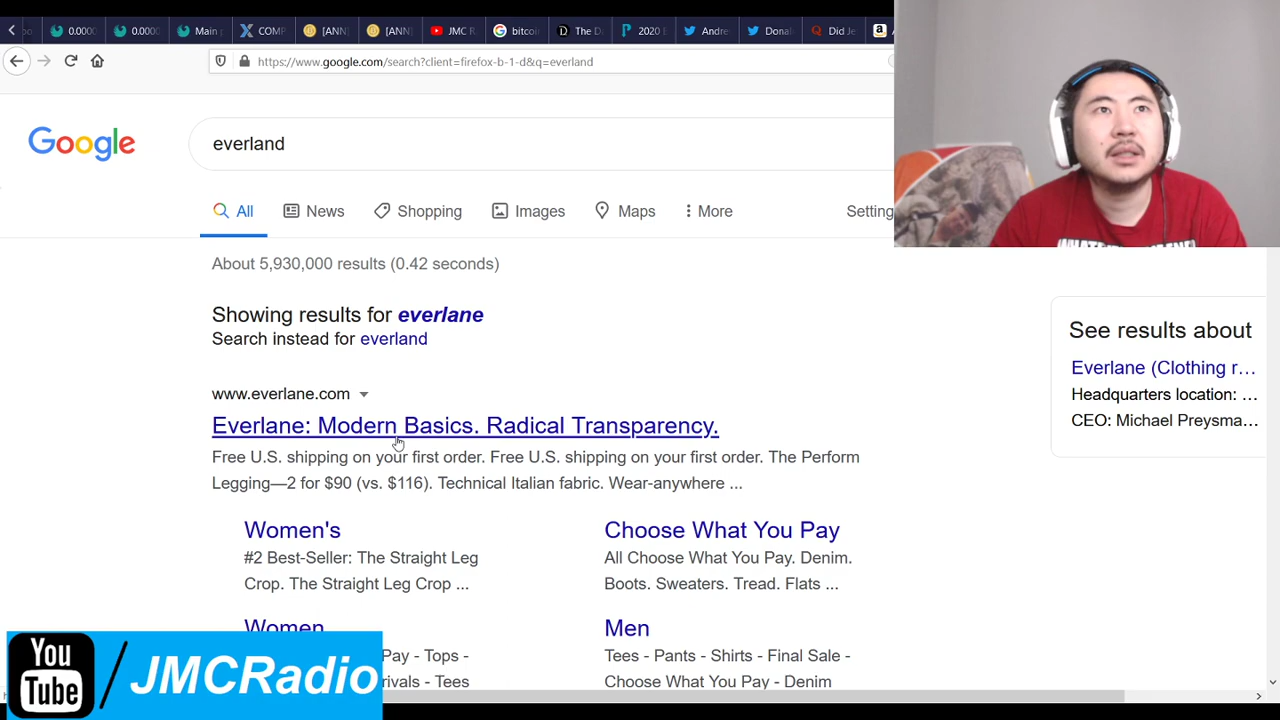 0.0000
0.0000
Main
COMP
[ANN]
[ANN]
JMC R
bitcoi
The D
2020
Andre
Donal
Did Je
https://www.google.com/search?client=firefox-b-1-d&q=everland
Google
everland
All
News
Shopping
Images
Maps
More
Setting
About 5,930,000 results (0.42 seconds)
Showing results for everlane
Search instead for everland
See results about
Everlane (Clothing r…
Headquarters location: …
CEO: Michael Preysma…
www.everlane.com
Everlane: Modern Basics. Radical Transparency.
Free U.S. shipping on your first order. Free U.S. shipping on your first order. The Perform
Legging—2 for $90 (vs. $116). Technical Italian fabric. Wear-anywhere ...
Women's
#2 Best-Seller: The Straight Leg
Crop. The Straight Leg Crop ...
Choose What You Pay
All Choose What You Pay. Denim.
Boots. Sweaters. Tread. Flats ...
Women
Pay - Tops -
rivals - Tees
Men
Tees - Pants - Shirts - Final Sale -
Choose What You Pay - Denim
You
Tube
/JMCRadio